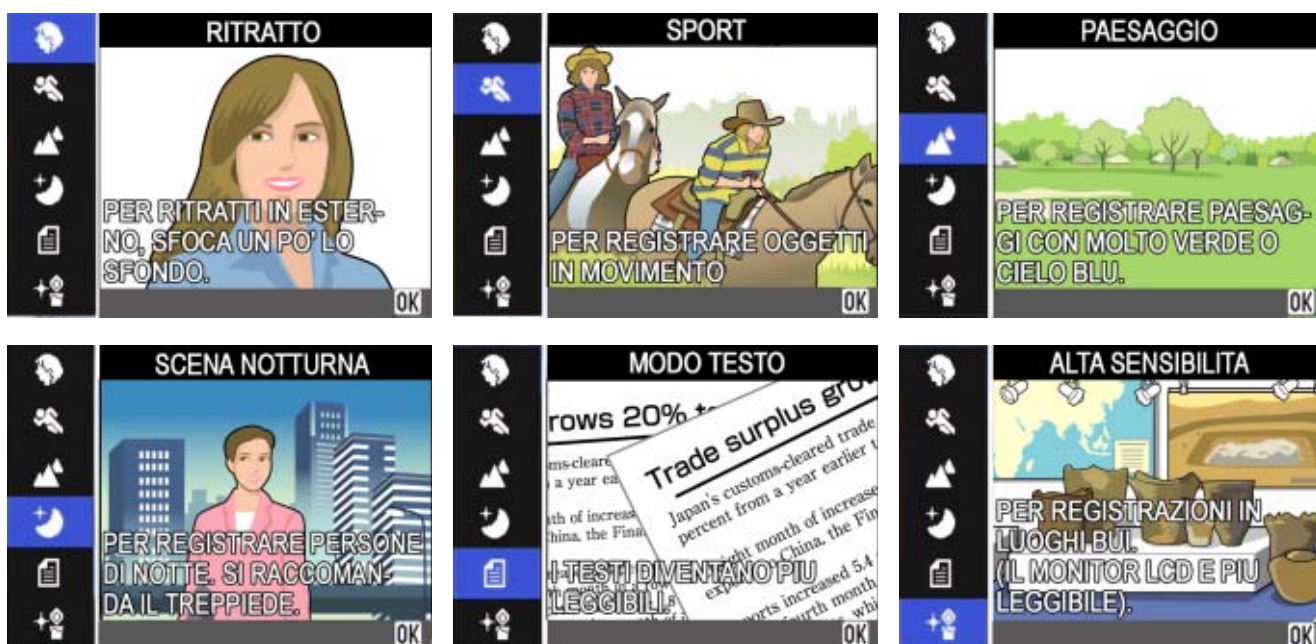 RITRATTO
PER RITRATTI IN ESTER-
NO, SFOCA UN PO' LO
SFONDO.
OK
SPORT
PER REGISTRARE OGGETTI
IN MOVIMENTO
OK
PAESAGGIO
PER REGISTRARE PAESAG-
GI CON MOLTO VERDE O
CIELO BLU.
OK
SCENA NOTTURNA
PER REGISTRARE PERSONE
DI NOTTE. SI RACCOMAN-
DA IL TREPPIEDE.
OK
MODO TESTO
rows 20%
oms-cleare
a year ea
th of increas
hina, the Fina
Trade surplus gro
Japan's customs-cleared trade
percent from a year earlier t
ight month of increase
China, the Fin
ports increased 5.4
fourth month
whi
I TESTI DIVENTANO PIU
LEGGIBILI.
OK
ALTA SENSIBILITA
PER REGISTRAZIONI IN
LUOGHI BUI.
(IL MONITOR LCD E PIU
LEGGIBILE).
OK